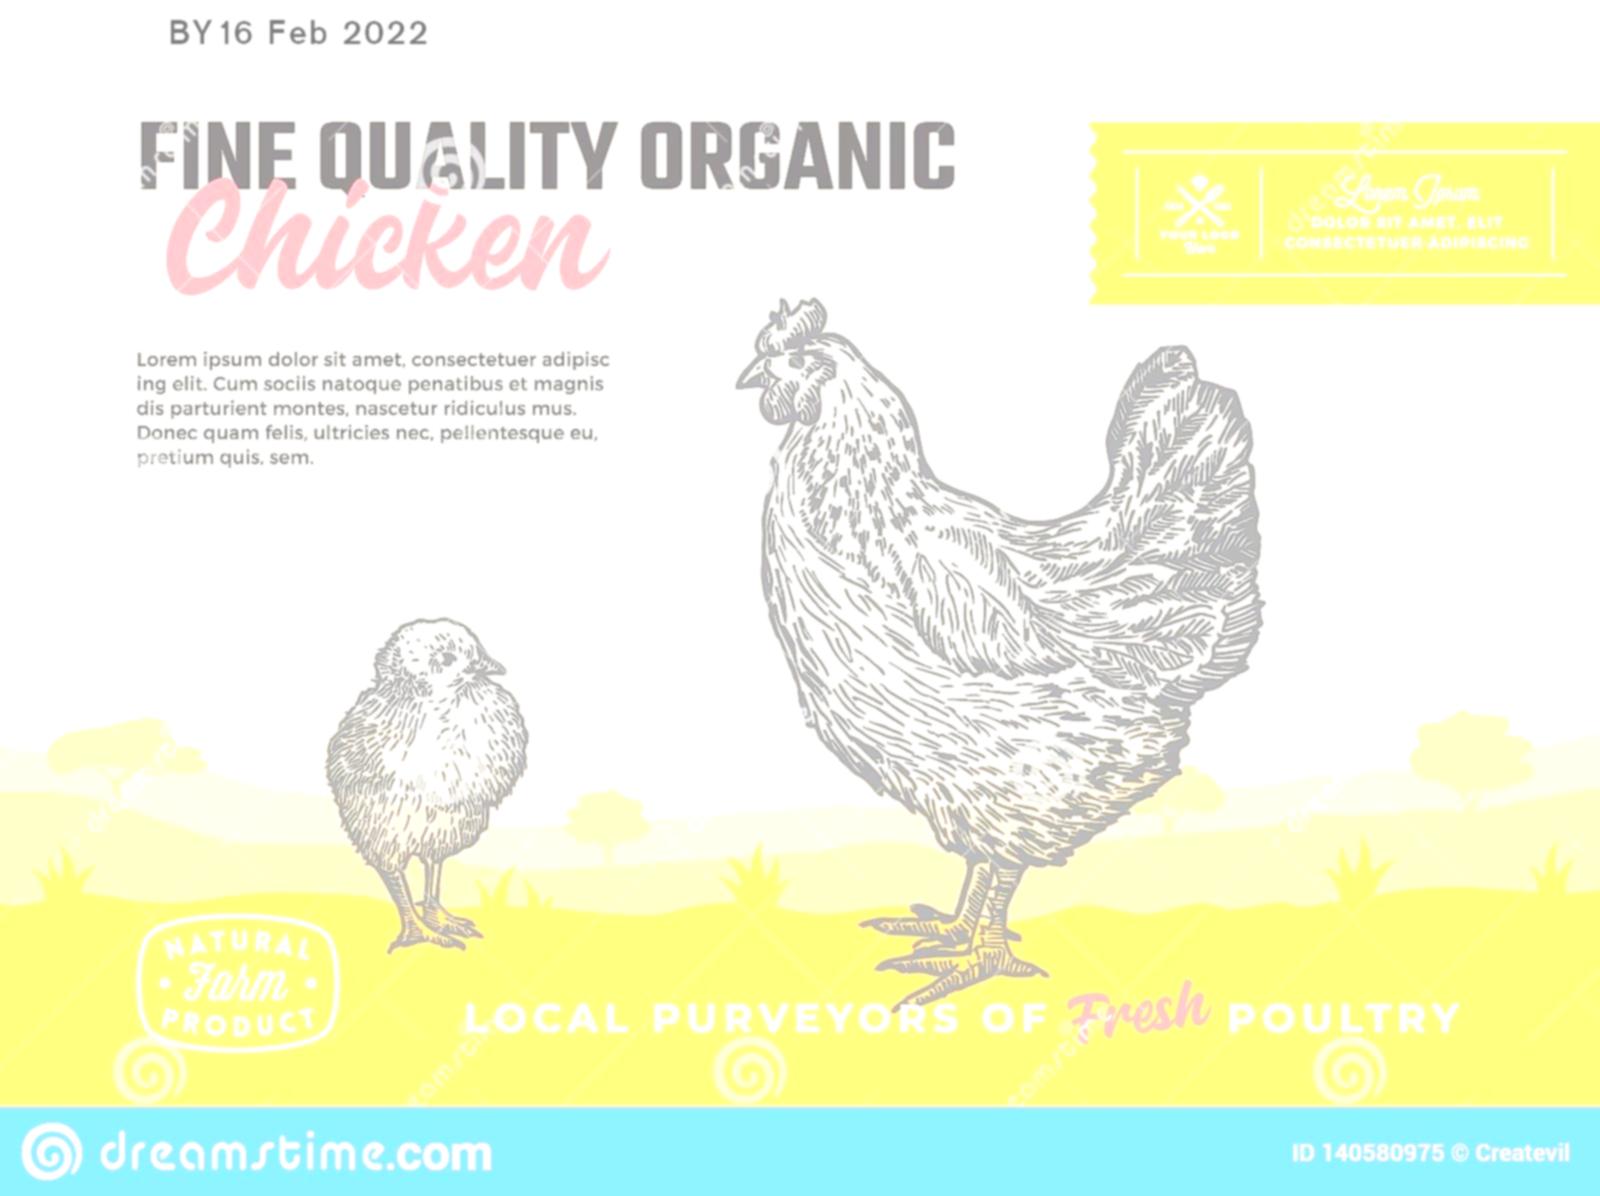 BY 16 Feb 2022
FINE QUALITY ORGANIC
Chicken
Lorem Ipsum
DOLOR SIT AMET, ELIT
CONSECTETUER ADIPISCING
YOUR LOGO
Here
Lorem ipsum dolor sit amet, consectetuer adipisc
ing elit. Cum sociis natoque penatibus et magnis
dis parturient montes, nascetur ridiculus mus.
Donec quam felis, ultricies nec, pellentesque eu,
pretium quis, sem.
NATURAL
Farm
PRODUCT
LOCAL PURVEYORS OF Fresh POULTRY
dreamstime.com
ID 140580975 © Createvil